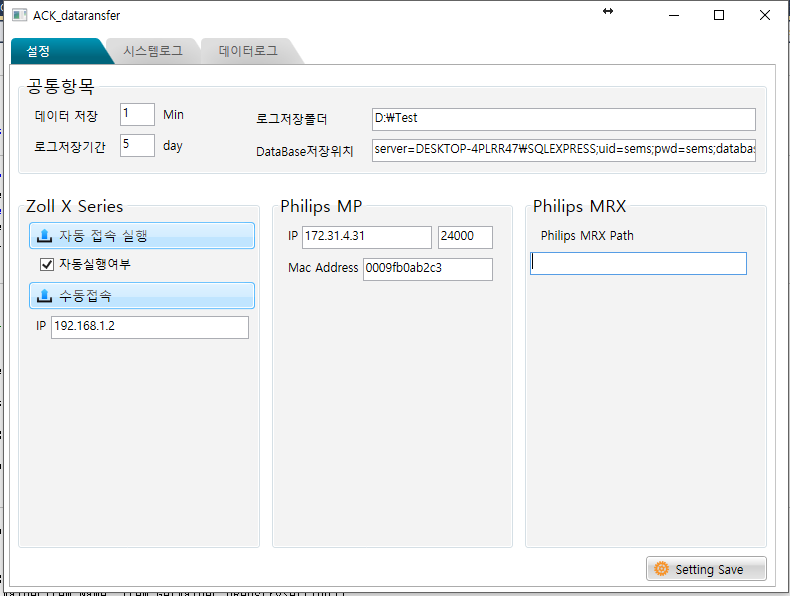 ACK_dataransfer
설정 시스템로그 데이터로그
공통항목
데이터 저장 1 Min 로그저장폴더 D:₩Test
로그저장기간 5 day DataBase저장위치 server=DESKTOP-4PLRR47₩SQLEXPRESS;uid=sems;pwd=sems;databas
Zoll X Series
자동 접속 실행
자동실행여부
수동접속
IP 192.168.1.2
Philips MP
IP 172.31.4.31 24000
Mac Address 0009fb0ab2c3
Philips MRX
Philips MRX Path
Setting Save